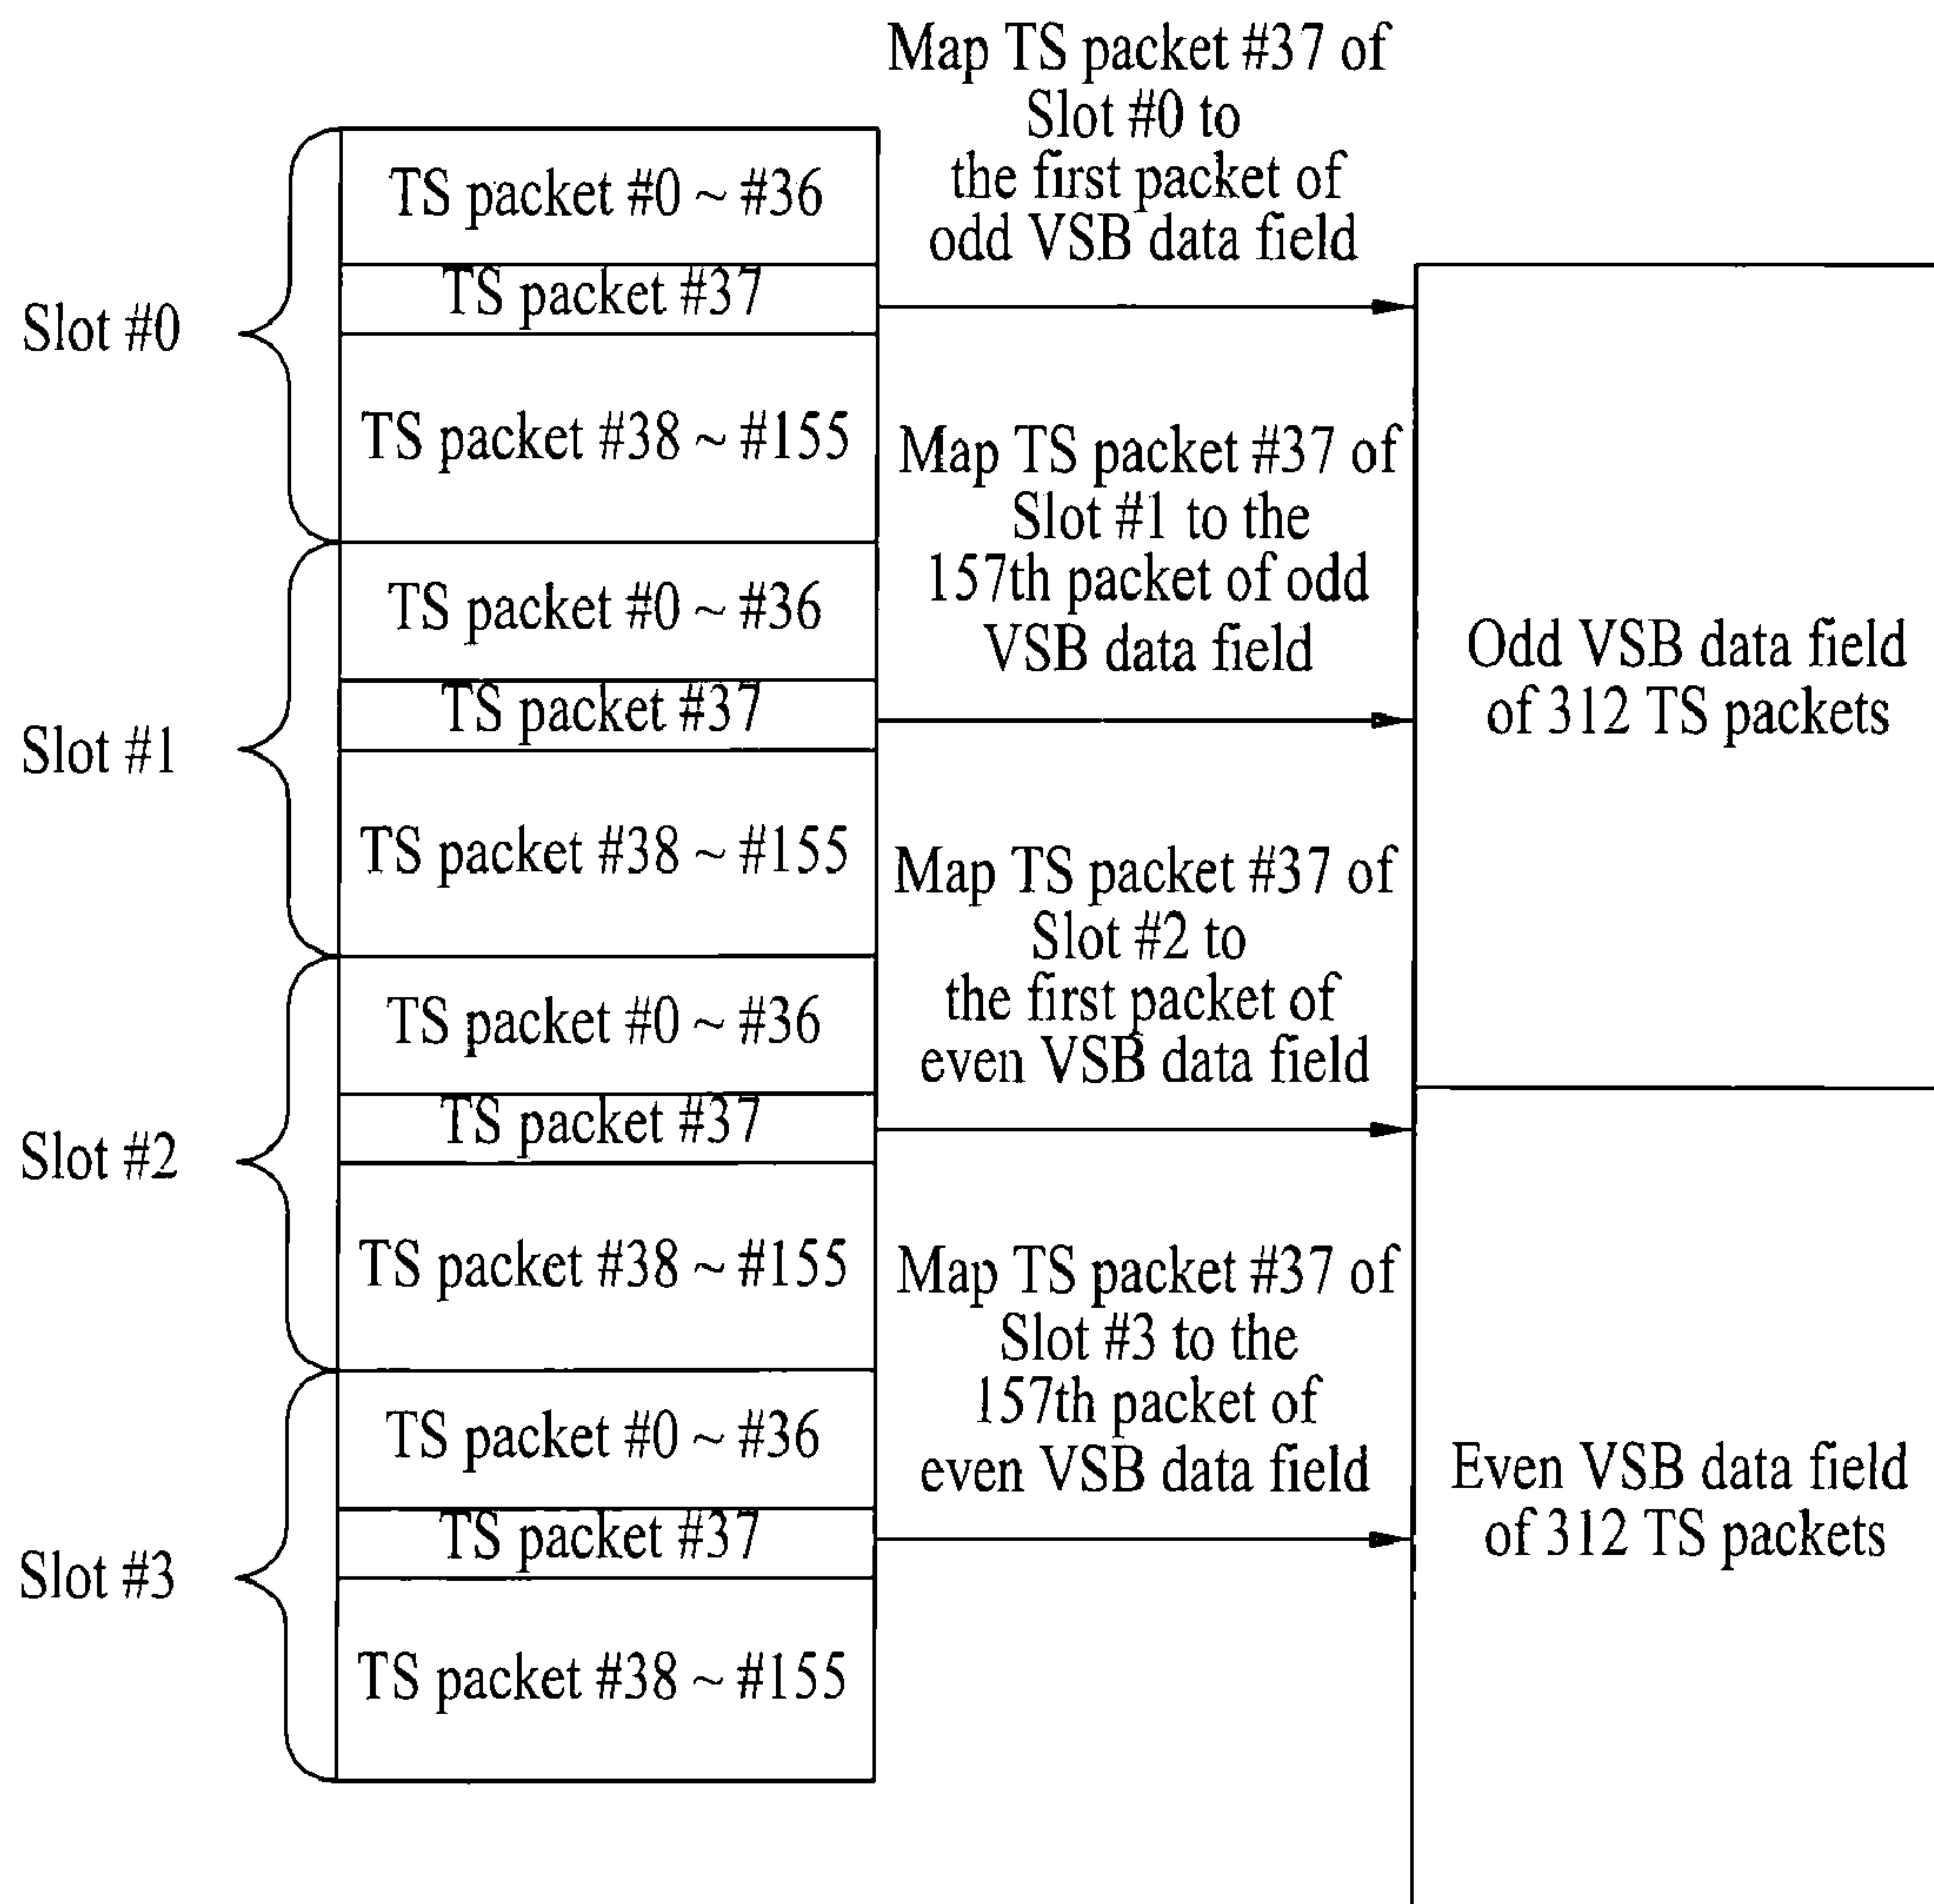 Map TS packet #37 of
Slot #0 to
the first packet of
odd VSB data field
Slot #0
TS packet #0 ~ #36
TS packet #37
TS packet #38 ~ #155
Map TS packet #37 of
Slot #1 to the
157th packet of odd
VSB data field
Slot #1
TS packet #0 ~ #36
TS packet #37
TS packet #38 ~ #155
Odd VSB data field
of 312 TS packets
Map TS packet #37 of
Slot #2 to
the first packet of
even VSB data field
Slot #2
TS packet #0 ~ #36
TS packet #37
TS packet #38 ~ #155
Map TS packet #37 of
Slot #3 to the
157th packet of
even VSB data field
Slot #3
TS packet #0 ~ #36
TS packet #37
TS packet #38 ~ #155
Even VSB data field
of 312 TS packets